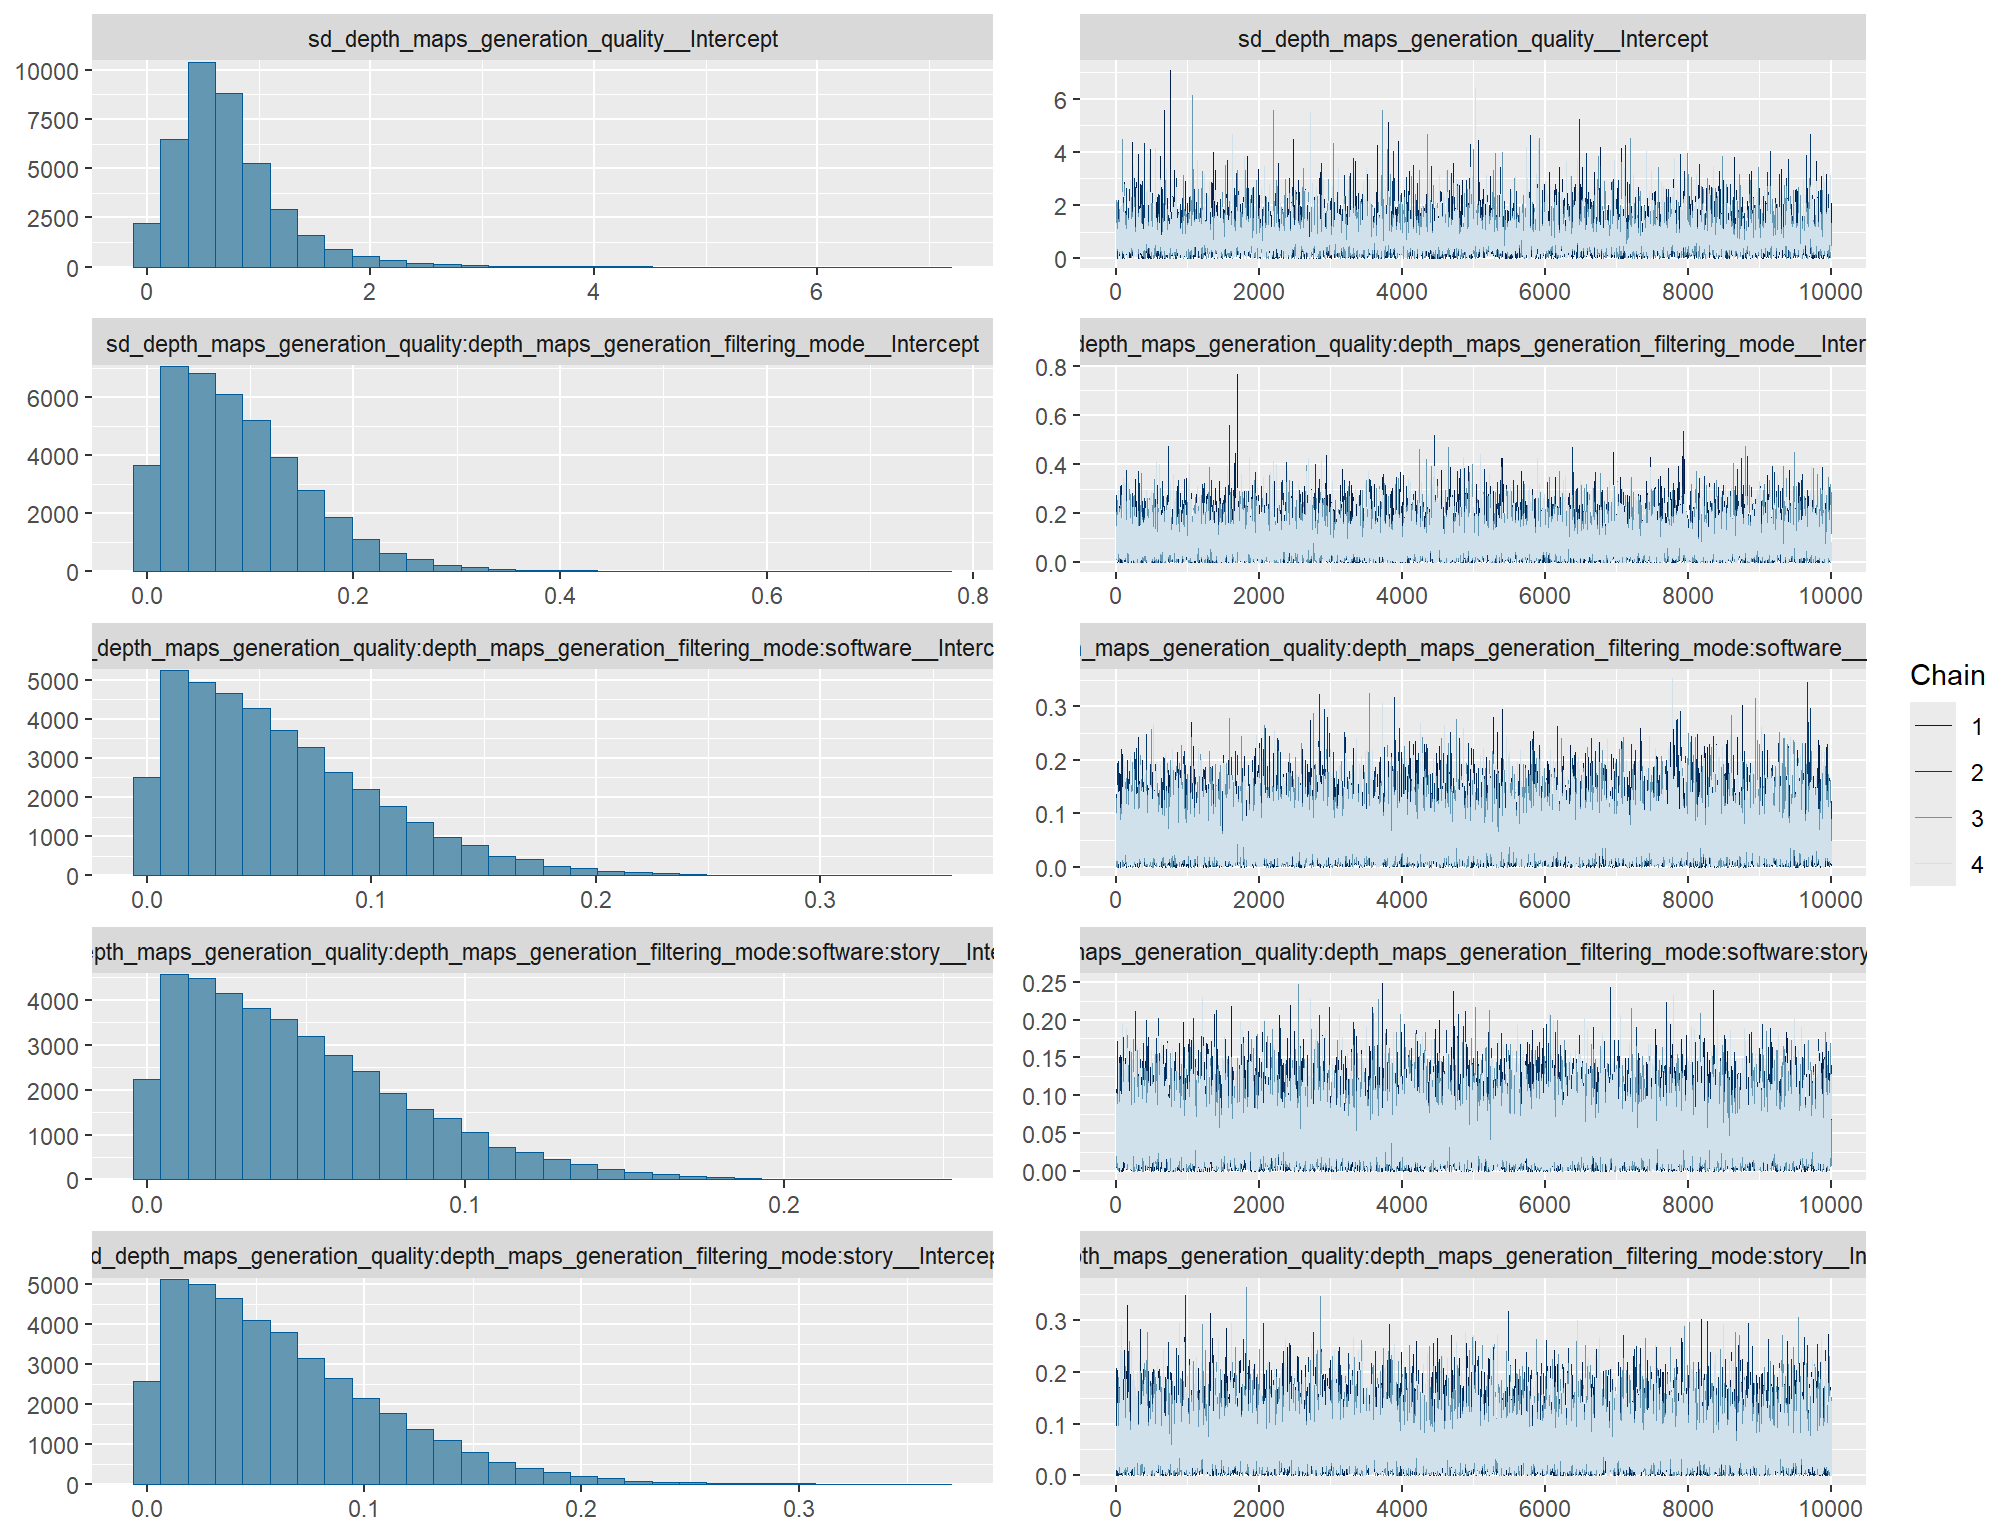 sd_depth_maps_generation_quality__Intercept
10000
7500
5000
2500
0
0 2 4 6
sd_depth_maps_generation_quality__Intercept
6
4
2
0
0 2000 4000 6000 8000 10000
sd_depth_maps_generation_quality:depth_maps_generation_filtering_mode__Intercept
6000
4000
2000
0
0.0 0.2 0.4 0.6 0.8
depth_maps_generation_quality:depth_maps_generation_filtering_mode__Inter
0.8
0.6
0.4
0.2
0.0
0 2000 4000 6000 8000 10000
_depth_maps_generation_quality:depth_maps_generation_filtering_mode:software__Interc
5000
4000
3000
2000
1000
0
0.0 0.1 0.2 0.3
_maps_generation_quality:depth_maps_generation_filtering_mode:software__
0.3
0.2
0.1
0.0
0 2000 4000 6000 8000 10000
epth_maps_generation_quality:depth_maps_generation_filtering_mode:software:story__Inte
4000
3000
2000
1000
0
0.0 0.1 0.2
maps_generation_quality:depth_maps_generation_filtering_mode:software:story
0.25
0.20
0.15
0.10
0.05
0.00
0 2000 4000 6000 8000 10000
d_depth_maps_generation_quality:depth_maps_generation_filtering_mode:story__Intercep
5000
4000
3000
2000
1000
0
0.0 0.1 0.2 0.3
pth_maps_generation_quality:depth_maps_generation_filtering_mode:story__In
0.3
0.2
0.1
0.0
0 2000 4000 6000 8000 10000
Chain
1
2
3
4